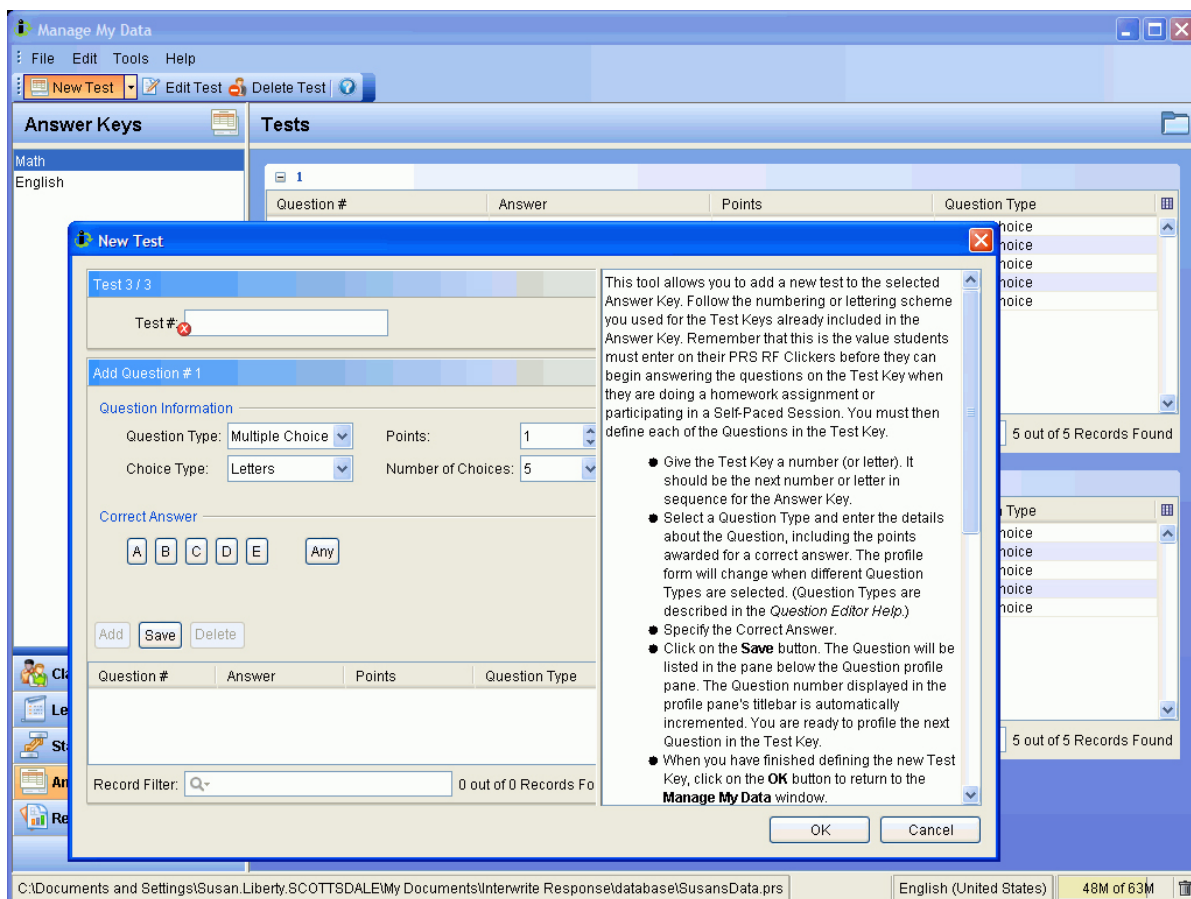 Manage My Data
File Edit Tools Help
New Test Edit Test Delete Test
Answer Keys
Tests
Math
English
1
Question # Answer Points Question Type
hoice
hoice
hoice
hoice
hoice
5 out of 5 Records Found
Type
hoice
hoice
hoice
hoice
hoice
5 out of 5 Records Found
New Test
Test 3 / 3
Test #:
Add Question # 1
Question Information
Question Type: Multiple Choice Points: 1
Choice Type: Letters Number of Choices: 5
Correct Answer
A B C D E Any
Add Save Delete
Question # Answer Points Question Type
Record Filter: 0 out of 0 Records Fo
This tool allows you to add a new test to the selected
Answer Key. Follow the numbering or lettering scheme
you used for the Test Keys already included in the
Answer Key. Remember that this is the value students
must enter on their PRS RF Clickers before they can
begin answering the questions on the Test Key when
they are doing a homework assignment or
participating in a Self-Paced Session. You must then
define each of the Questions in the Test Key.
Give the Test Key a number (or letter). It
should be the next number or letter in
sequence for the Answer Key.
Select a Question Type and enter the details
about the Question, including the points
awarded for a correct answer. The profile
form will change when different Question
Types are selected. (Question Types are
described in the Question Editor Help.)
Specify the Correct Answer.
Click on the Save button. The Question will be
listed in the pane below the Question profile
pane. The Question number displayed in the
profile pane's titlebar is automatically
incremented. You are ready to profile the next
Question in the Test Key.
When you have finished defining the new Test
Key, click on the OK button to return to the
Manage My Data window.
OK Cancel
Cl
Le
St
An
Re
C:\Documents and Settings\Susan.Liberty.SCOTTSDALE\My Documents\Interwrite Response\database\SusansData.prs English (United States) 48M of 63M